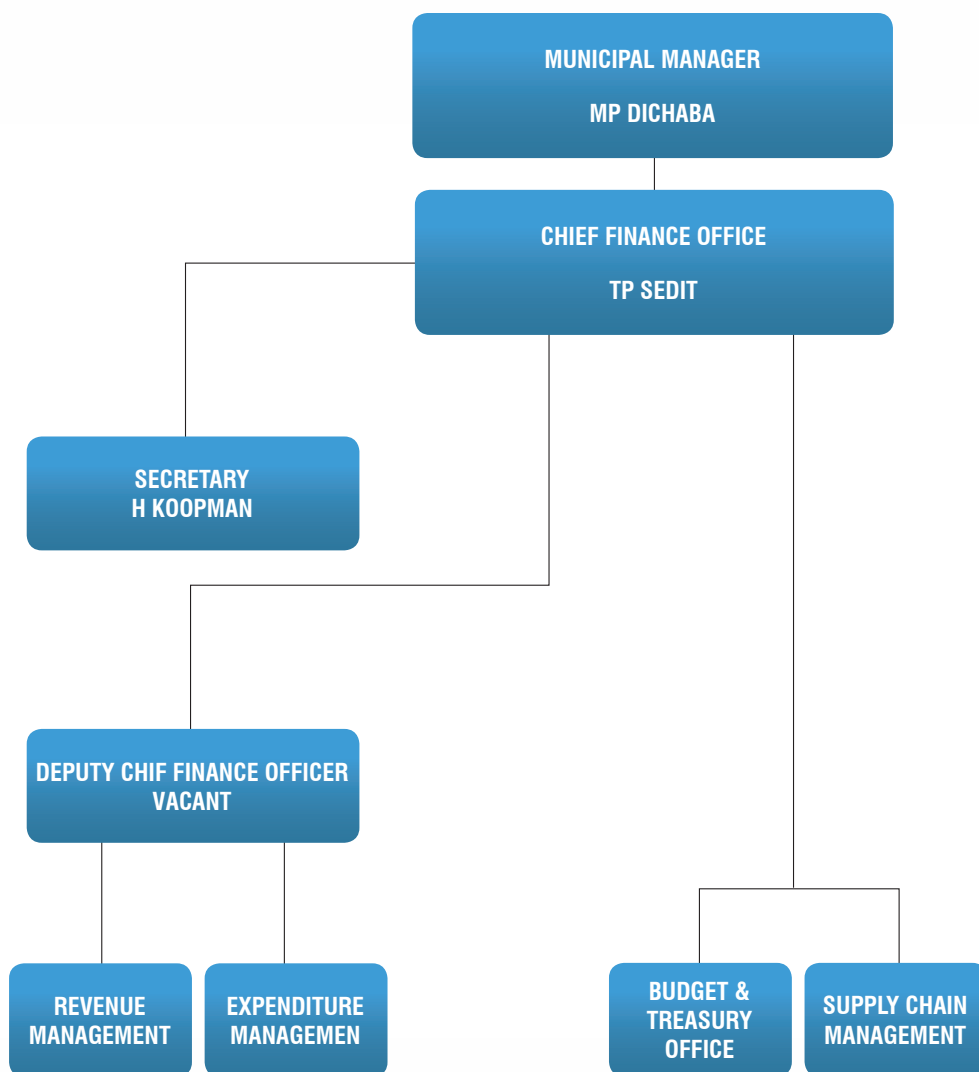 MUNICIPAL MANAGER
MP DICHABA
CHIEF FINANCE OFFICE
TP SEDIT
SECRETARY
H KOOPMAN
DEPUTY CHIF FINANCE OFFICER
VACANT
REVENUE
MANAGEMENT
EXPENDITURE
MANAGEMEN
BUDGET &
TREASURY
OFFICE
SUPPLY CHAIN
MANAGEMENT